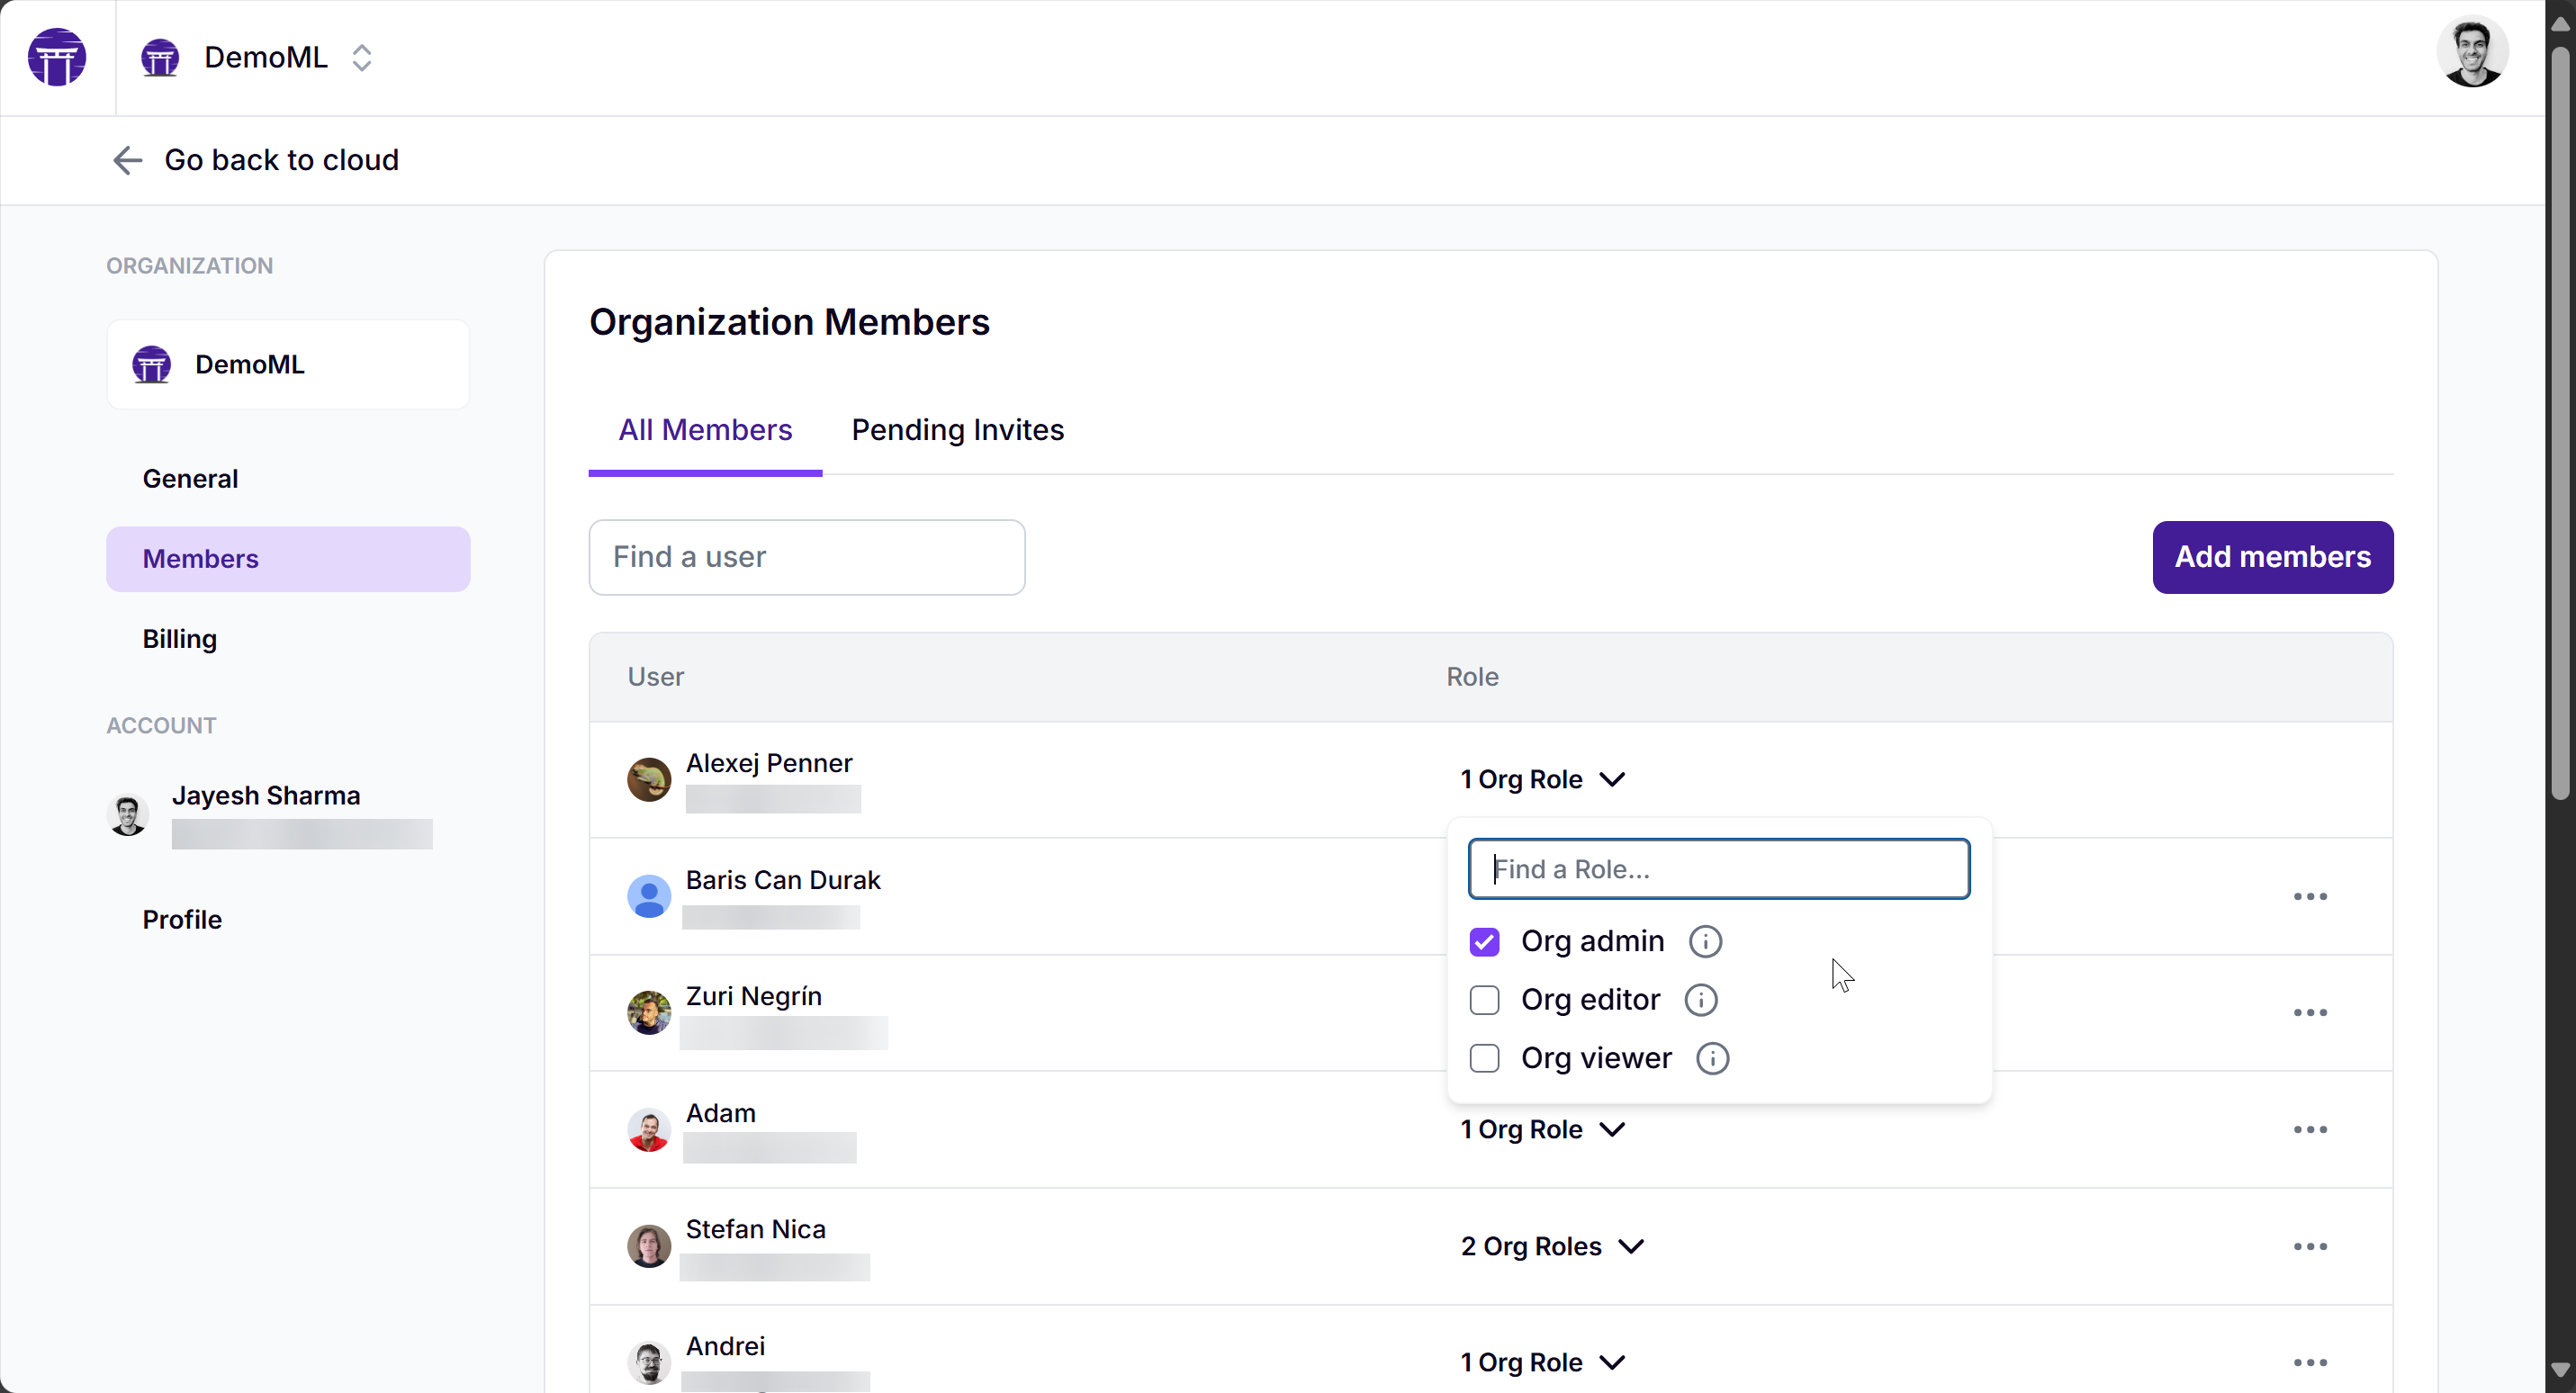 DemoML
Go back to cloud
ORGANIZATION
DemoML
General
Members
Billing
ACCOUNT
Jayesh Sharma
Profile
Organization Members
All Members
Pending Invites
Find a user
Add members
User
Role
Alexej Penner
1 Org Role
Find a Role...
Org admin
Org editor
Org viewer
Baris Can Durak
Zuri Negrín
Adam
1 Org Role
Stefan Nica
2 Org Roles
Andrei
1 Org Role